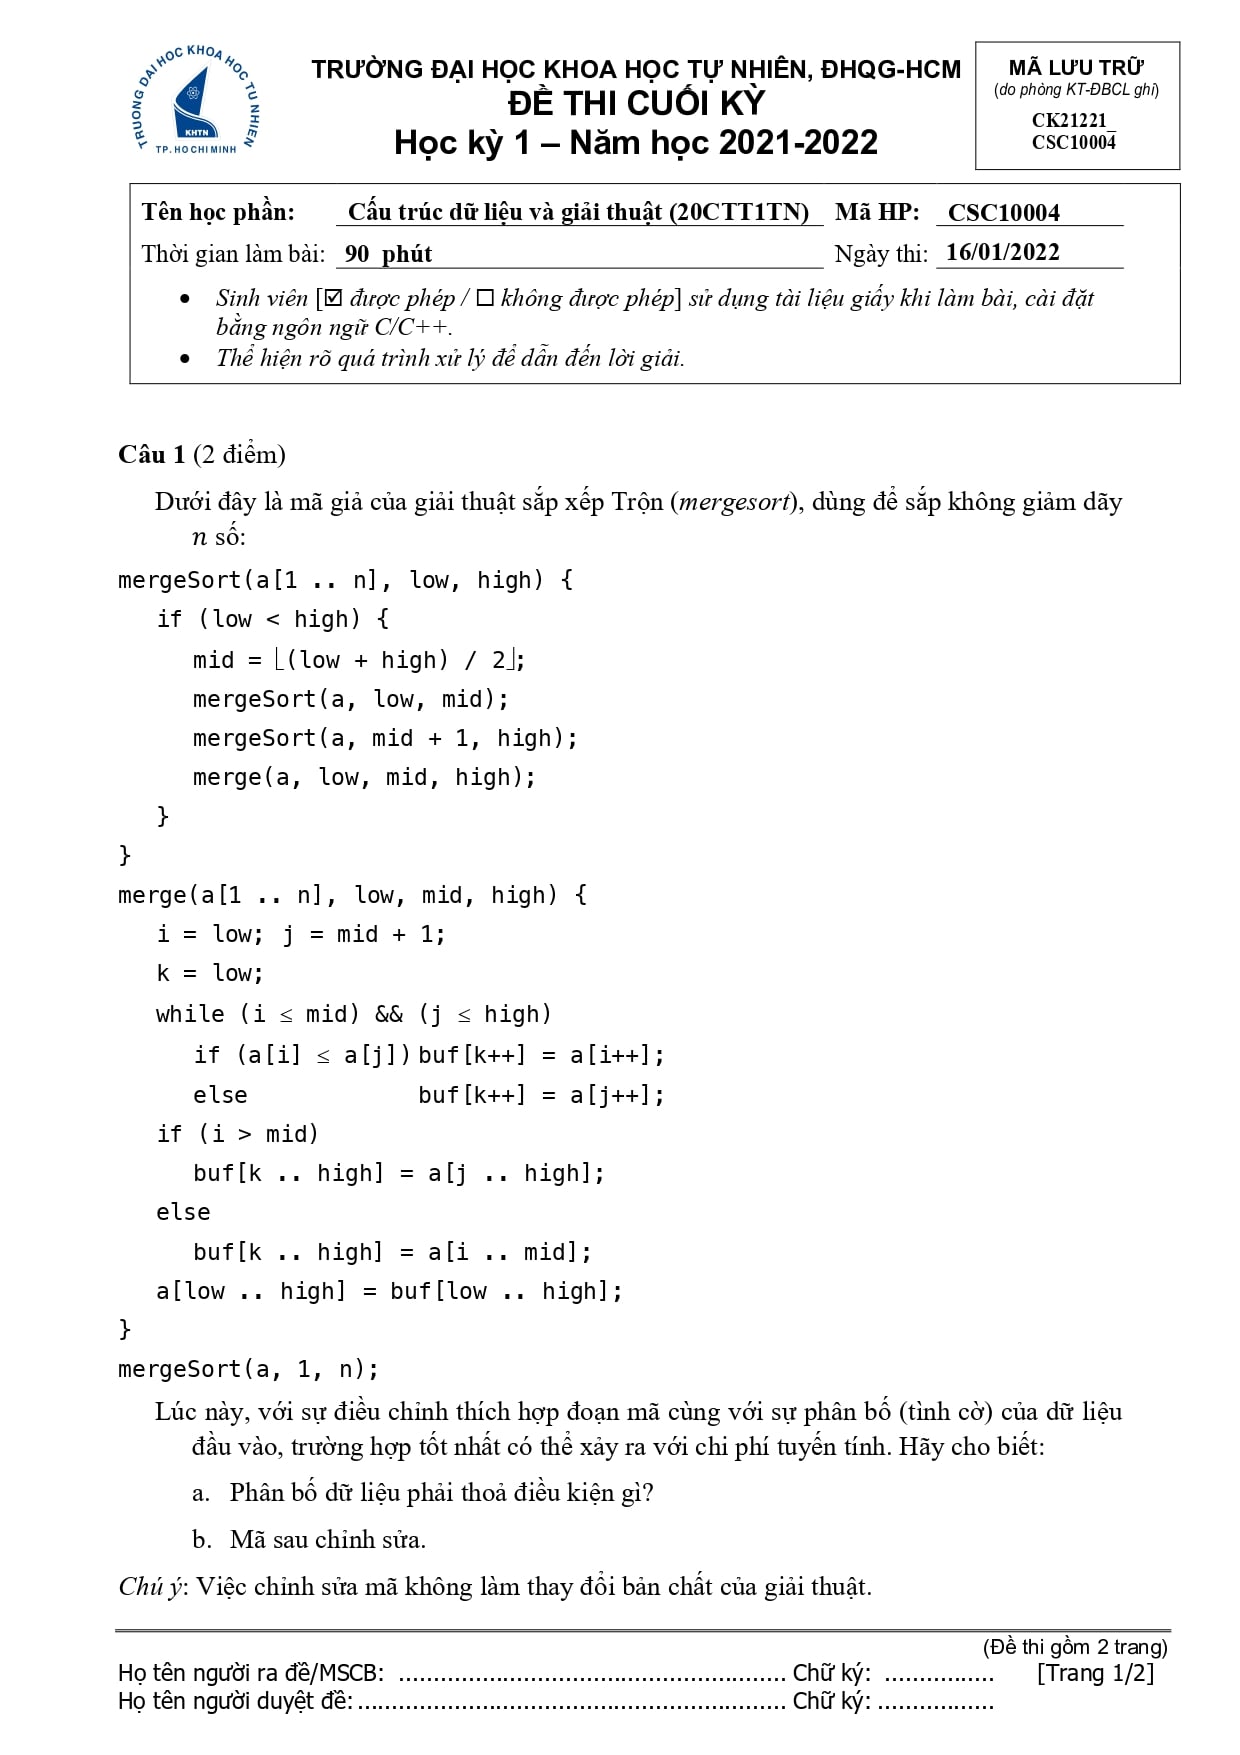 TRƯỜNG ĐẠI HỌC KHOA HỌC TỰ NHIÊN
KHTN
TP. HO CHI MINH
TRƯỜNG ĐẠI HỌC KHOA HỌC TỰ NHIÊN, ĐHQG-HCM
ĐỀ THI CUỐI KỲ
Học kỳ 1 – Năm học 2021-2022
MÃ LƯU TRỮ
(do phòng KT-ĐBCL ghi)
CK21221_
CSC10004
Tên học phần: Cấu trúc dữ liệu và giải thuật (20CTT1TN) Mã HP: CSC10004
Thời gian làm bài: 90 phút Ngày thi: 16/01/2022
• Sinh viên [☑ được phép / ☐ không được phép] sử dụng tài liệu giấy khi làm bài, cài đặt
bằng ngôn ngữ C/C++.
• Thể hiện rõ quá trình xử lý để dẫn đến lời giải.
Câu 1 (2 điểm)
Dưới đây là mã giả của giải thuật sắp xếp Trộn (mergesort), dùng để sắp không giảm dãy
n số:
mergeSort(a[1 .. n], low, high) {
if (low < high) {
mid = ⌊(low + high) / 2⌋;
mergeSort(a, low, mid);
mergeSort(a, mid + 1, high);
merge(a, low, mid, high);
}
}
merge(a[1 .. n], low, mid, high) {
i = low; j = mid + 1;
k = low;
while (i ≤ mid) && (j ≤ high)
if (a[i] ≤ a[j]) buf[k++] = a[i++];
else buf[k++] = a[j++];
if (i > mid)
buf[k .. high] = a[j .. high];
else
buf[k .. high] = a[i .. mid];
a[low .. high] = buf[low .. high];
}
mergeSort(a, 1, n);
Lúc này, với sự điều chỉnh thích hợp đoạn mã cùng với sự phân bố (tình cờ) của dữ liệu
đầu vào, trường hợp tốt nhất có thể xảy ra với chi phí tuyến tính. Hãy cho biết:
a. Phân bố dữ liệu phải thoả điều kiện gì?
b. Mã sau chỉnh sửa.
Chú ý: Việc chỉnh sửa mã không làm thay đổi bản chất của giải thuật.
(Đề thi gồm 2 trang)
Họ tên người ra đề/MSCB: ........................................................ Chữ ký: ................ [Trang 1/2]
Họ tên người duyệt đề: .............................................................. Chữ ký: .................